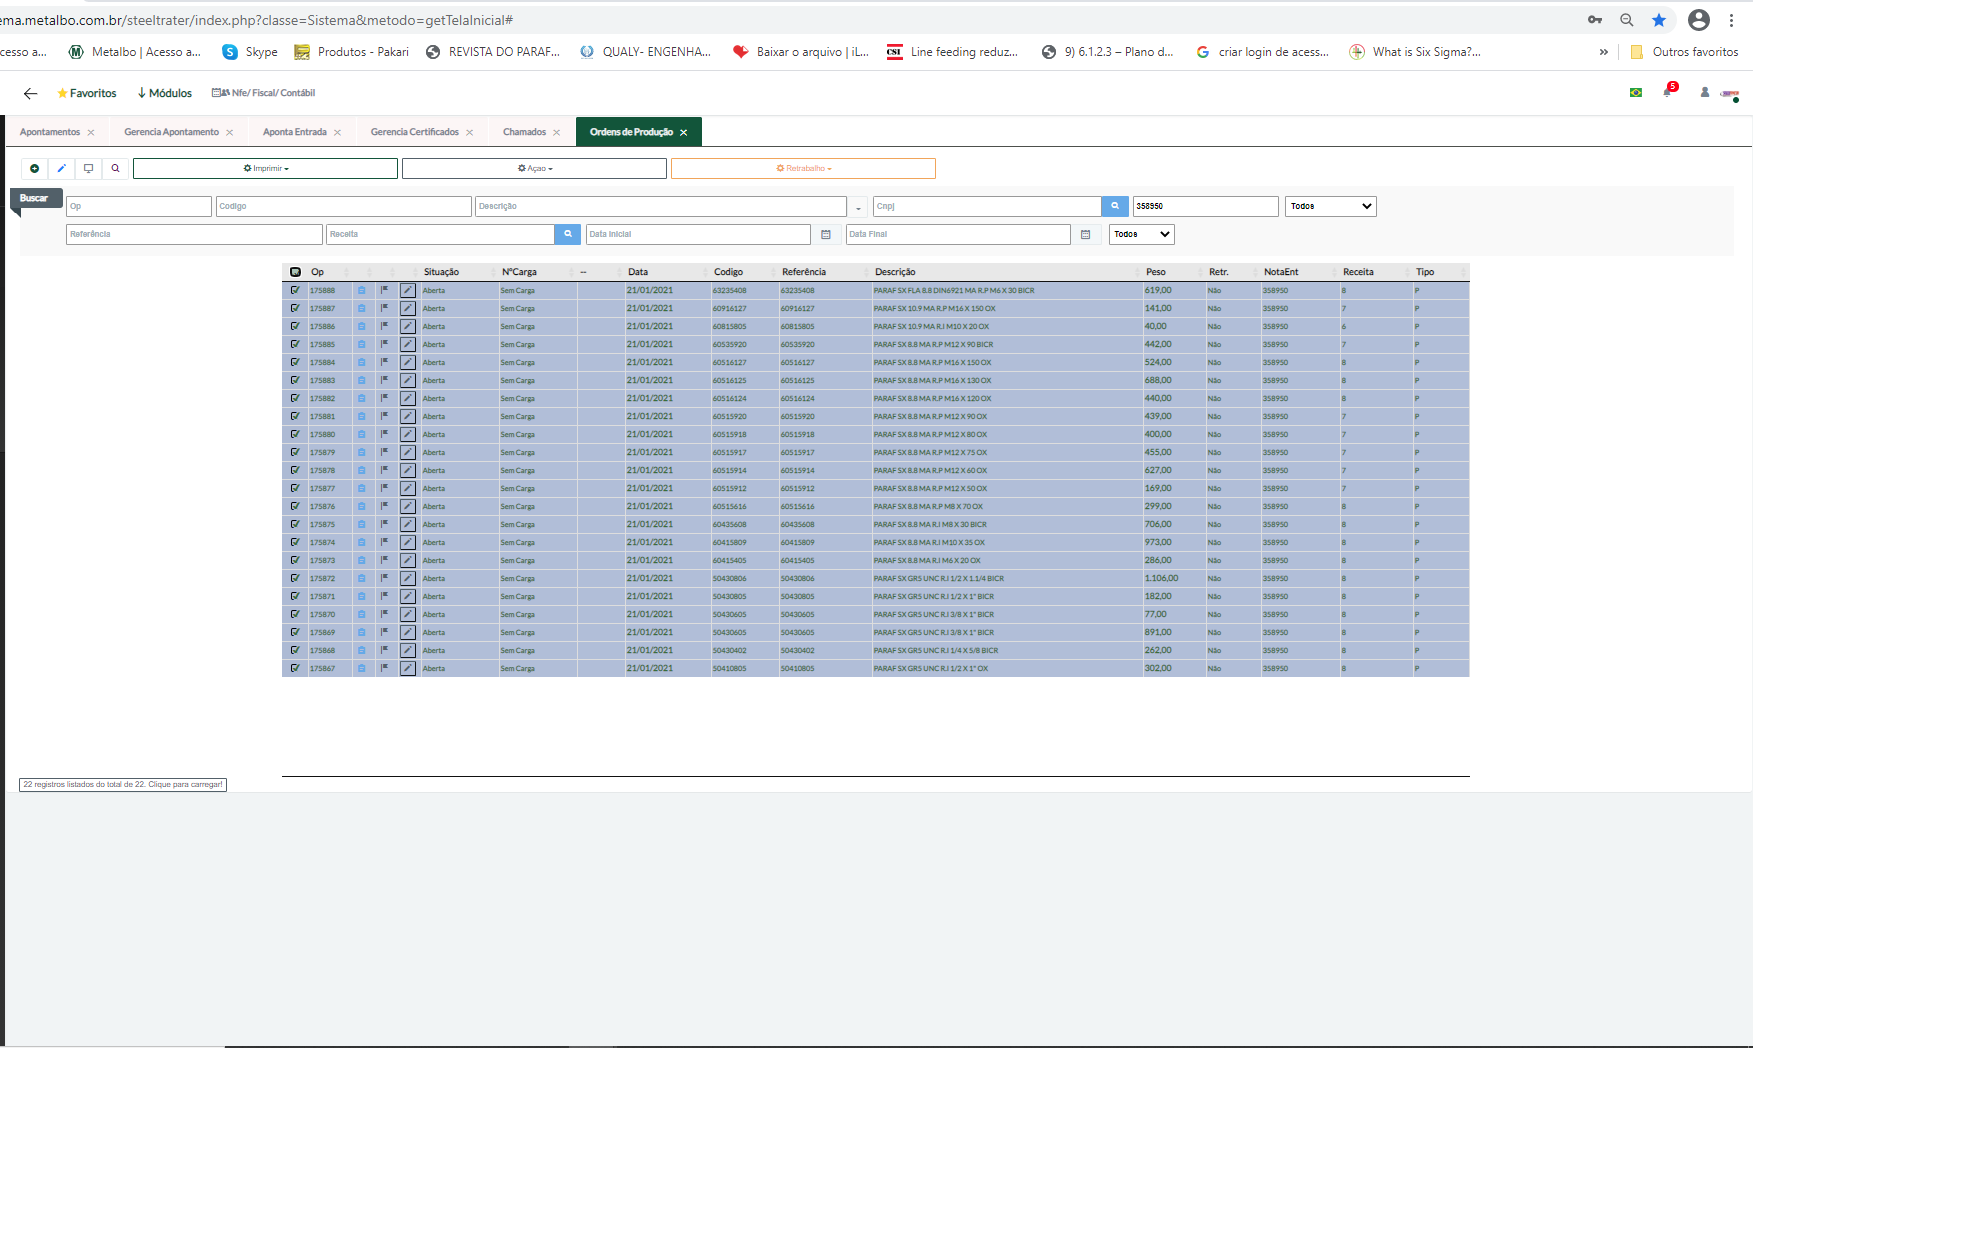 ema.metalbo.com.br/steeltrater/index.php?classe=Sistema&metodo=getTelaInicial#
cesso a... Metalbo | Acesso a... Skype Produtos - Pakari REVISTA DO PARAF... QUALY- ENGENHA... Baixar o arquivo | iL... CSI Line feeding reduz... 9) 6.1.2.3 – Plano d... criar login de acess... What is Six Sigma?... » Outros favoritos
Favoritos Módulos Nfe/ Fiscal/ Contábil 5
Apontamentos Gerencia Apontamento Aponta Entrada Gerencia Certificados Chamados Ordens de Produção
Imprimir Açao Retrabalho
Buscar Op Codigo Descrição Cnpj 358950 Todos
Referência Receita Data Inicial Data Final Todos
Op Situação NºCarga -- Data Codigo Referência Descrição Peso Retr. NotaEnt Receita Tipo
175888 Aberta Sem Carga 21/01/2021 63235408 63235408 PARAF SX FLA 8.8 DIN6921 MA R.P M6 X 30 BICR 619,00 Não 358950 8 P
175887 Aberta Sem Carga 21/01/2021 60916127 60916127 PARAF SX 10.9 MA R.P M16 X 150 OX 141,00 Não 358950 7 P
175886 Aberta Sem Carga 21/01/2021 60815805 60815805 PARAF SX 10.9 MA R.I M10 X 20 OX 40,00 Não 358950 6 P
175885 Aberta Sem Carga 21/01/2021 60535920 60535920 PARAF SX 8.8 MA R.P M12 X 90 BICR 442,00 Não 358950 7 P
175884 Aberta Sem Carga 21/01/2021 60516127 60516127 PARAF SX 8.8 MA R.P M16 X 150 OX 524,00 Não 358950 8 P
175883 Aberta Sem Carga 21/01/2021 60516125 60516125 PARAF SX 8.8 MA R.P M16 X 130 OX 688,00 Não 358950 8 P
175882 Aberta Sem Carga 21/01/2021 60516124 60516124 PARAF SX 8.8 MA R.P M16 X 120 OX 440,00 Não 358950 8 P
175881 Aberta Sem Carga 21/01/2021 60515920 60515920 PARAF SX 8.8 MA R.P M12 X 90 OX 439,00 Não 358950 7 P
175880 Aberta Sem Carga 21/01/2021 60515918 60515918 PARAF SX 8.8 MA R.P M12 X 80 OX 400,00 Não 358950 7 P
175879 Aberta Sem Carga 21/01/2021 60515917 60515917 PARAF SX 8.8 MA R.P M12 X 75 OX 455,00 Não 358950 7 P
175878 Aberta Sem Carga 21/01/2021 60515914 60515914 PARAF SX 8.8 MA R.P M12 X 60 OX 627,00 Não 358950 7 P
175877 Aberta Sem Carga 21/01/2021 60515912 60515912 PARAF SX 8.8 MA R.P M12 X 50 OX 169,00 Não 358950 7 P
175876 Aberta Sem Carga 21/01/2021 60515616 60515616 PARAF SX 8.8 MA R.P M8 X 70 OX 299,00 Não 358950 8 P
175875 Aberta Sem Carga 21/01/2021 60435608 60435608 PARAF SX 8.8 MA R.I M8 X 30 BICR 706,00 Não 358950 8 P
175874 Aberta Sem Carga 21/01/2021 60415809 60415809 PARAF SX 8.8 MA R.I M10 X 35 OX 973,00 Não 358950 8 P
175873 Aberta Sem Carga 21/01/2021 60415405 60415405 PARAF SX 8.8 MA R.I M6 X 20 OX 286,00 Não 358950 8 P
175872 Aberta Sem Carga 21/01/2021 50430806 50430806 PARAF SX GR5 UNC R.I 1/2 X 1.1/4 BICR 1.106,00 Não 358950 8 P
175871 Aberta Sem Carga 21/01/2021 50430805 50430805 PARAF SX GR5 UNC R.I 1/2 X 1" BICR 182,00 Não 358950 8 P
175870 Aberta Sem Carga 21/01/2021 50430605 50430605 PARAF SX GR5 UNC R.I 3/8 X 1" BICR 77,00 Não 358950 8 P
175869 Aberta Sem Carga 21/01/2021 50430605 50430605 PARAF SX GR5 UNC R.I 3/8 X 1" BICR 891,00 Não 358950 8 P
175868 Aberta Sem Carga 21/01/2021 50430402 50430402 PARAF SX GR5 UNC R.I 1/4 X 5/8 BICR 262,00 Não 358950 8 P
175867 Aberta Sem Carga 21/01/2021 50410805 50410805 PARAF SX GR5 UNC R.I 1/2 X 1" OX 302,00 Não 358950 8 P
22 registros listados do total de 22. Clique para carregar!